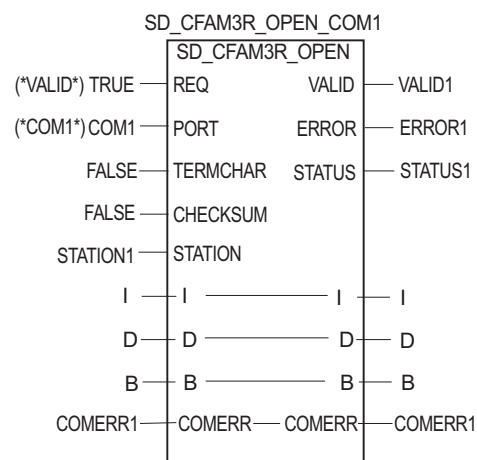 SD_CFAM3R_OPEN_COM1
SD_CFAM3R_OPEN
(*VALID*) TRUE REQ VALID VALID1
(*COM1*) COM1 PORT ERROR ERROR1
FALSE TERMCHAR STATUS STATUS1
FALSE CHECKSUM
STATION1 STATION
I I I I
D D D D
B B B B
COMERR1 COMERR COMERR COMERR1